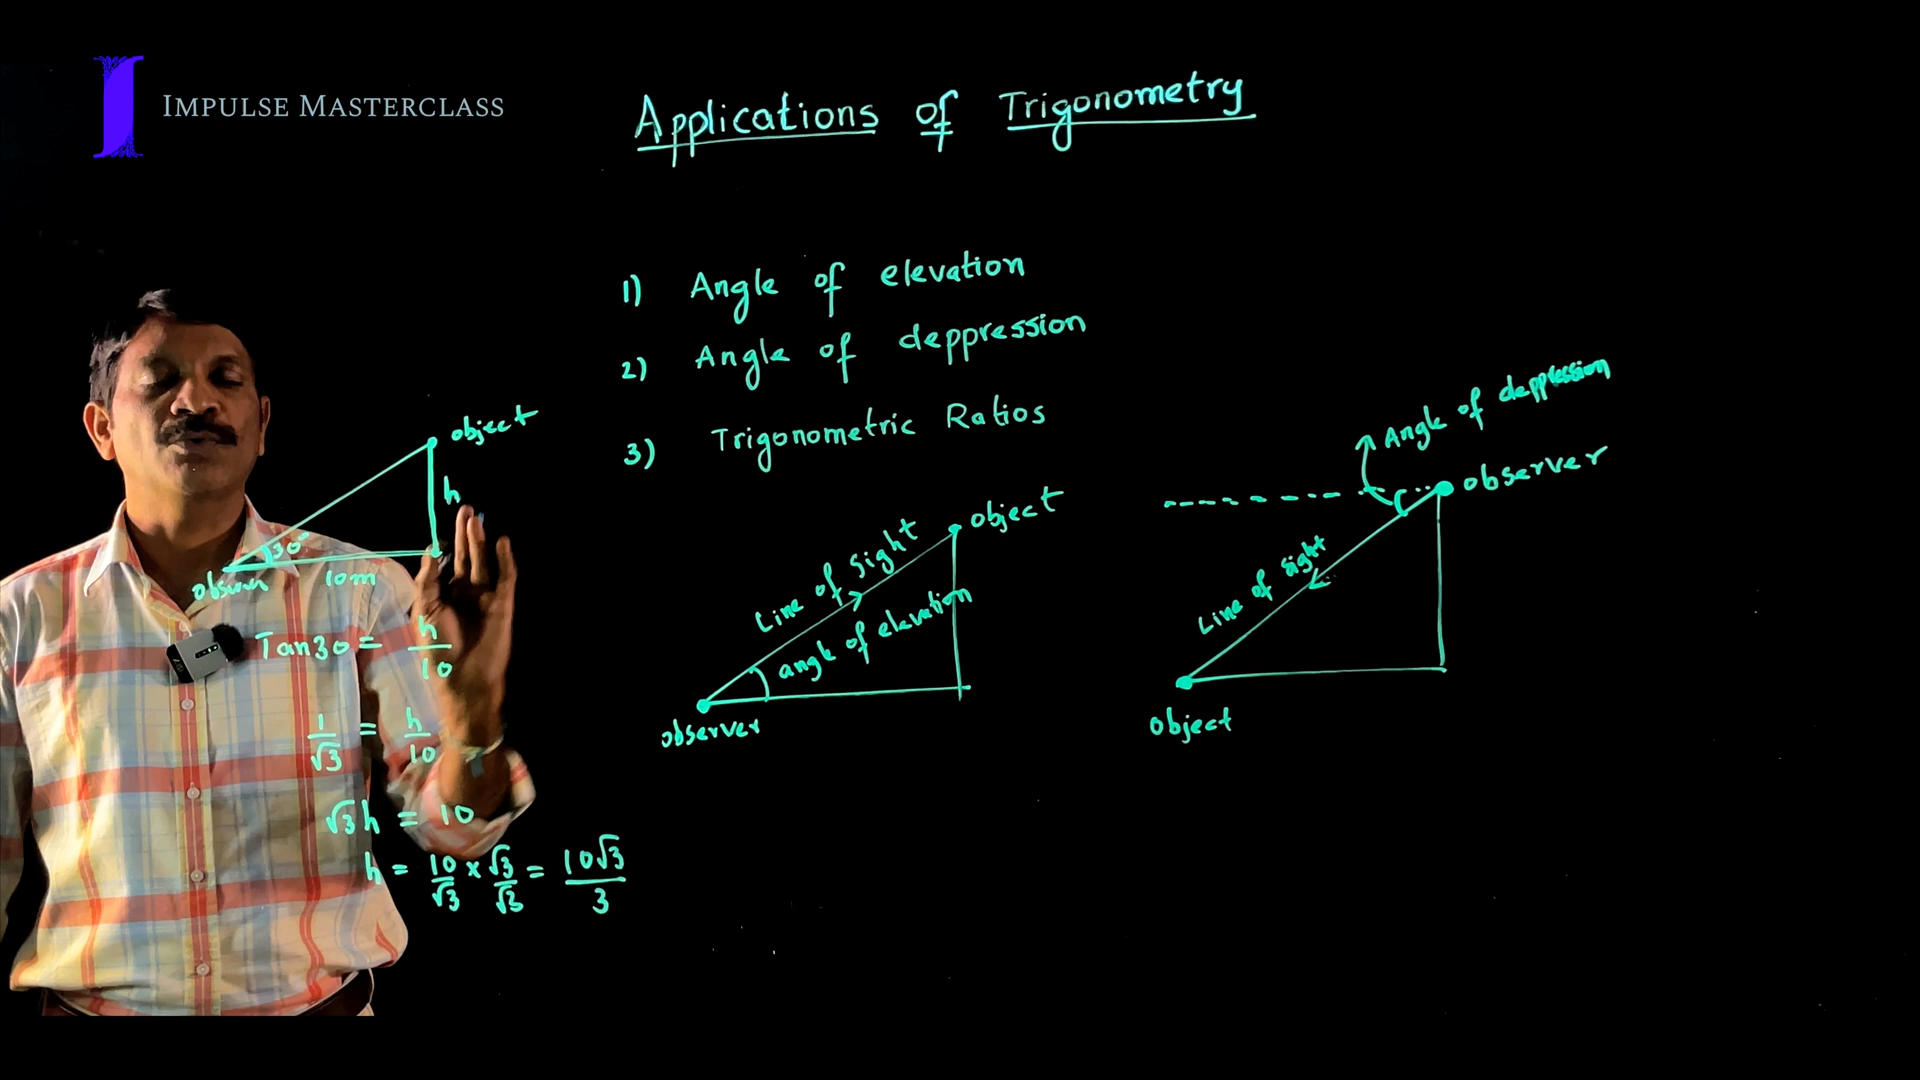 IMPULSE MASTERCLASS
Applications of Trigonometry
1) Angle of elevation
2) Angle of deppression
3) Trigonometric Ratios
object
h
30°
10m
Tan30 = h/10
1/√3 = h/10
√3h = 10
h = 10/√3 × √3/√3 = 10√3/3
object
Line of sight
angle of elevation
observer
Angle of deppression
observer
Line of sight
object